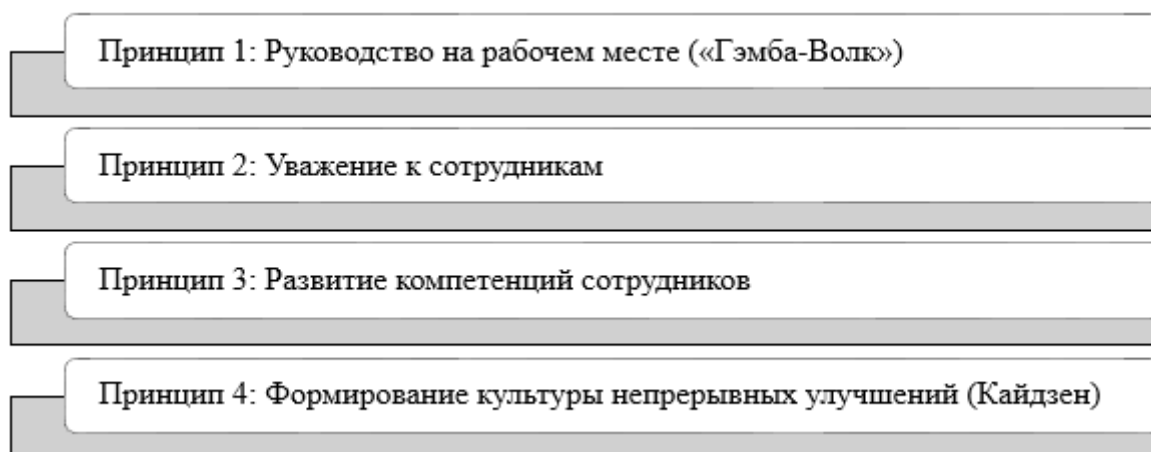 Принцип 1: Руководство на рабочем месте («Гэмба-Волк»)
Принцип 2: Уважение к сотрудникам
Принцип 3: Развитие компетенций сотрудников
Принцип 4: Формирование культуры непрерывных улучшений (Кайдзен)